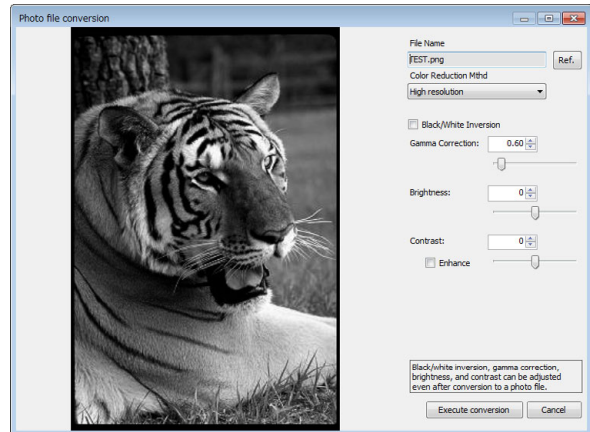 Photo file conversion
File Name
TEST.png
Ref.
Color Reduction Mthd
High resolution
Black/White Inversion
Gamma Correction: 0.60
Brightness: 0
Contrast: 0
Enhance
Black/white inversion, gamma correction,
brightness, and contrast can be adjusted
even after conversion to a photo file.
Execute conversion Cancel